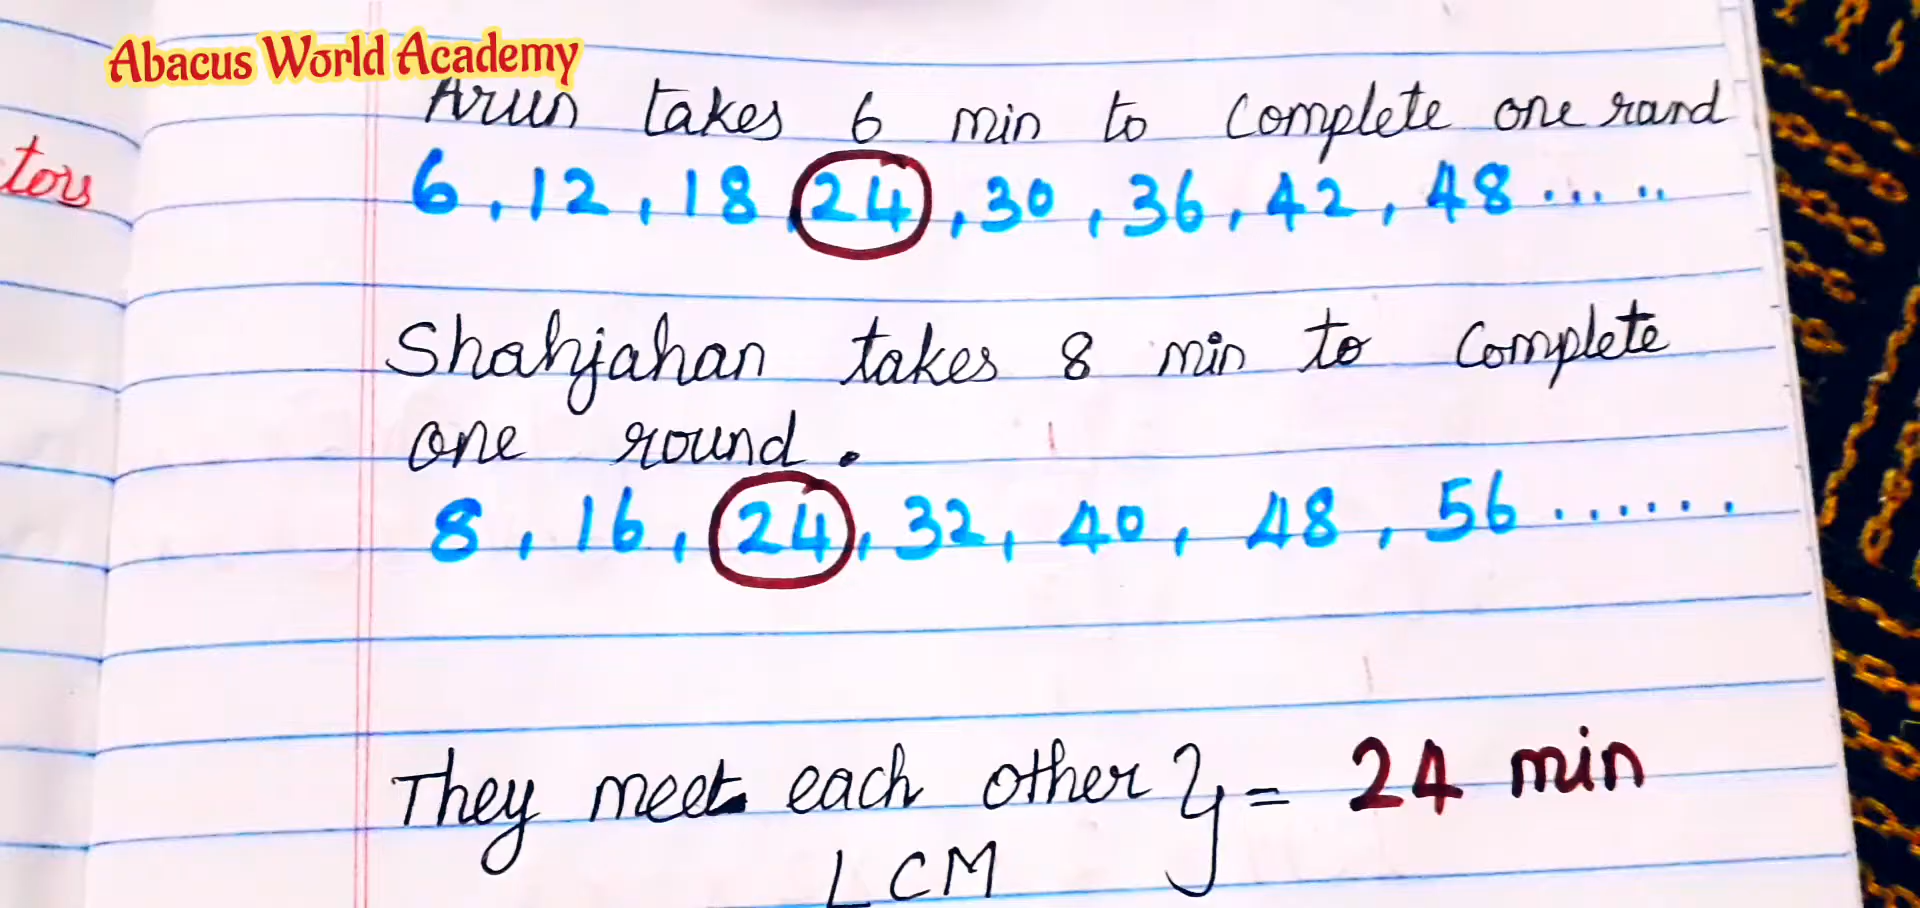 Abacus World Academy
Arun takes 6 min to complete one rand
tors
6, 12, 18, 24, 30, 36, 42, 48......
Shahjahan takes 8 min to complete
one round.
8, 16, 24, 32, 40, 48, 56......
They meet each other } = 24 min
LCM